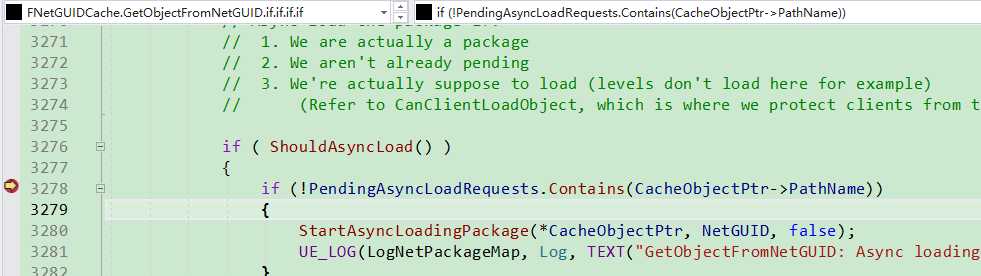 FNetGUIDCache.GetObjectFromNetGUID.if.if.if.if
if (!PendingAsyncLoadRequests.Contains(CacheObjectPtr->PathName))
3271 // 1. We are actually a package
3272 // 2. We aren't already pending
3273 // 3. We're actually suppose to load (levels don't load here for example)
3274 // (Refer to CanClientLoadObject, which is where we protect clients from t
3275
3276 if ( ShouldAsyncLoad() )
3277 {
3278 if (!PendingAsyncLoadRequests.Contains(CacheObjectPtr->PathName))
3279 {
3280 StartAsyncLoadingPackage(*CacheObjectPtr, NetGUID, false);
3281 UE_LOG(LogNetPackageMap, Log, TEXT("GetObjectFromNetGUID: Async loading
3282 }